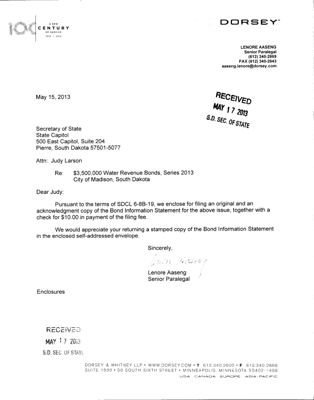 A NEW
CENTURY
OF SERVICE
DORSEY
LENORE AASENG
Senior Paralegal
(612) 340-2869
FAX (612) 340-2643
aaseng.lenore@dorsey.com
May 15, 2013
RECEIVED
MAY 17 2013
S.D. SEC. OF STATE
Secretary of State
State Capitol
500 East Capitol, Suite 204
Pierre, South Dakota 57501-5077
Attn: Judy Larson
Re: $3,500,000 Water Revenue Bonds, Series 2013
City of Madison, South Dakota
Dear Judy:
Pursuant to the terms of SDCL 6-8B-19, we enclose for filing an original and an
acknowledgment copy of the Bond Information Statement for the above issue, together with a
check for $10.00 in payment of the filing fee.
We would appreciate your returning a stamped copy of the Bond Information Statement
in the enclosed self-addressed envelope.
Sincerely,
Lenore Aaseng
Senior Paralegal
Enclosures
RECEIVED
MAY 17 2013
S.D. SEC. OF STATE
DORSEY & WHITNEY LLP • WWW.DORSEY.COM • T 612.340.2600 • F 612.340.2868
SUITE 1500 • 50 SOUTH SIXTH STREET • MINNEAPOLIS, MINNESOTA 55402-1498
USA CANADA EUROPE ASIA-PACIFIC